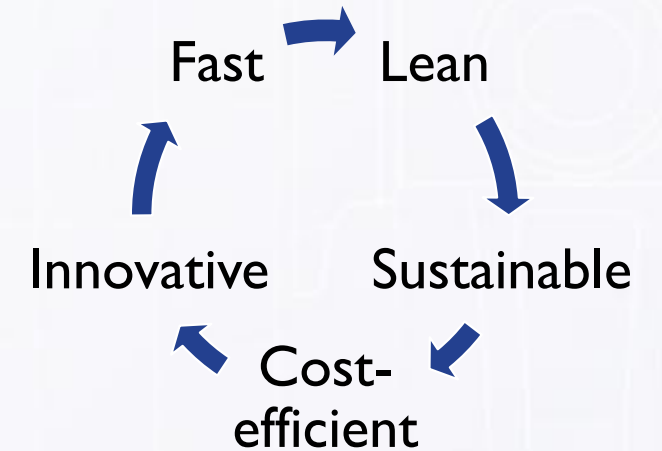 Fast
Lean
Innovative
Sustainable
Cost-
efficient